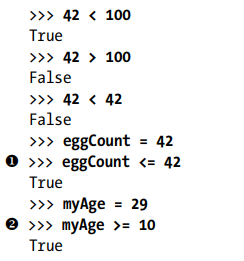 >>> 42 < 100
True
>>> 42 > 100
False
>>> 42 < 42
False
>>> eggCount = 42
❶ >>> eggCount <= 42
True
>>> myAge = 29
❷ >>> myAge >= 10
True